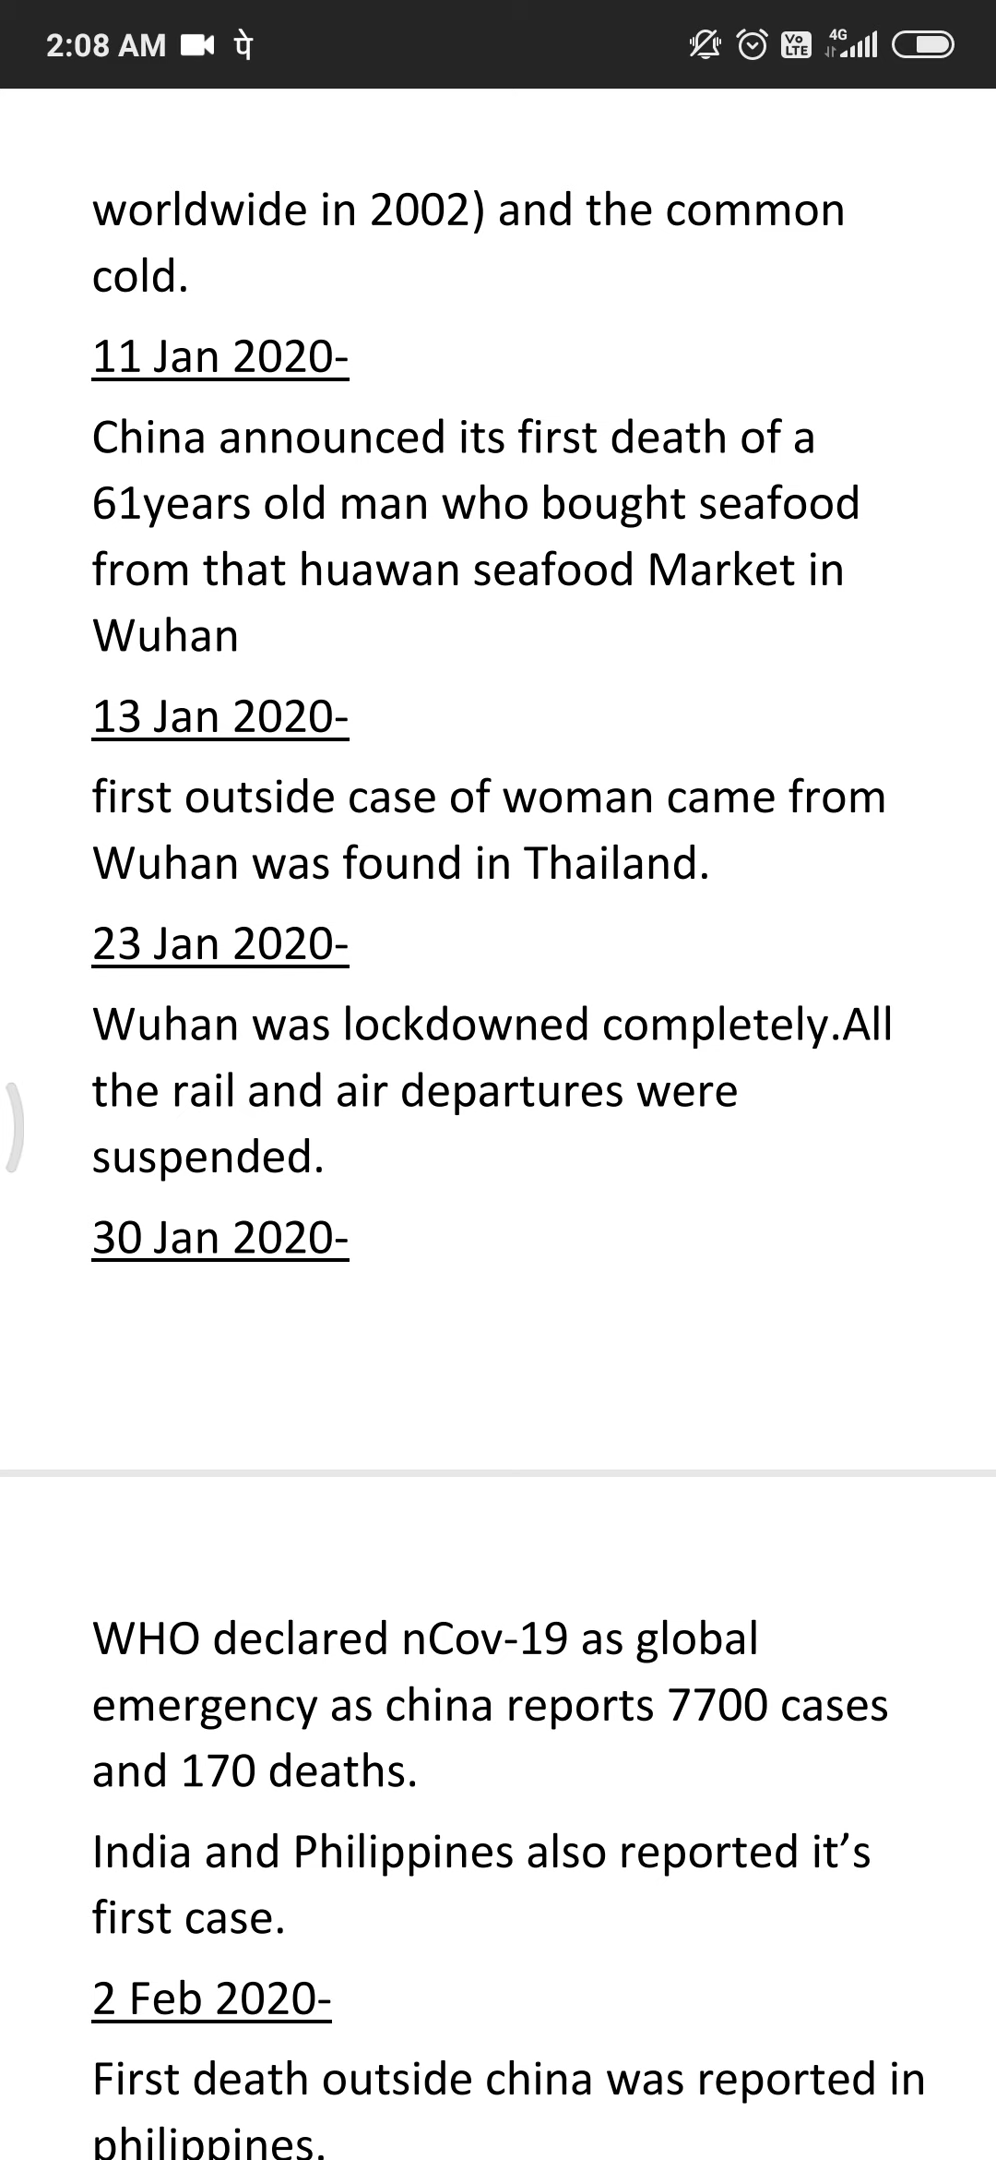 2:08 AM पे
Vo LTE 4G
worldwide in 2002) and the common
cold.
11 Jan 2020-
China announced its first death of a
61years old man who bought seafood
from that huawan seafood Market in
Wuhan
13 Jan 2020-
first outside case of woman came from
Wuhan was found in Thailand.
23 Jan 2020-
Wuhan was lockdowned completely.All
the rail and air departures were
suspended.
30 Jan 2020-
WHO declared nCov-19 as global
emergency as china reports 7700 cases
and 170 deaths.
India and Philippines also reported it’s
first case.
2 Feb 2020-
First death outside china was reported in
philippines.